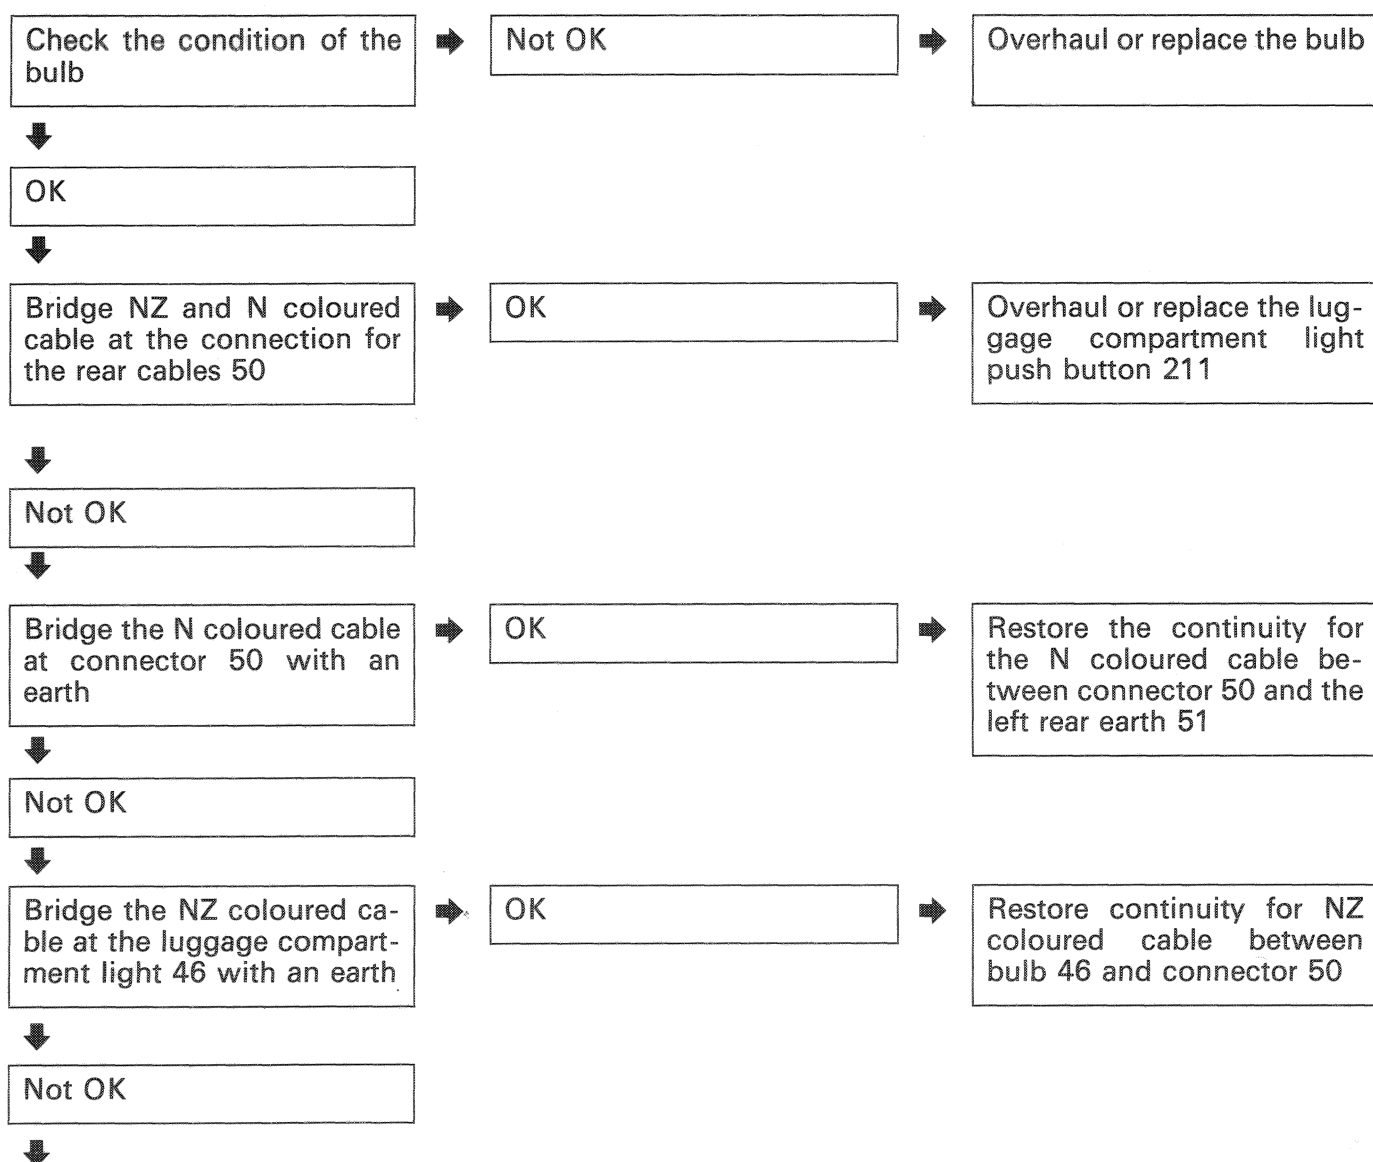 Check the condition of the
bulb
Not OK
Overhaul or replace the bulb
OK
Bridge NZ and N coloured
cable at the connection for
the rear cables 50
OK
Overhaul or replace the lug-
gage compartment light
push button 211
Not OK
Bridge the N coloured cable
at connector 50 with an
earth
OK
Restore the continuity for
the N coloured cable be-
tween connector 50 and the
left rear earth 51
Not OK
Bridge the NZ coloured ca-
ble at the luggage compart-
ment light 46 with an earth
OK
Restore continuity for NZ
coloured cable between
bulb 46 and connector 50
Not OK